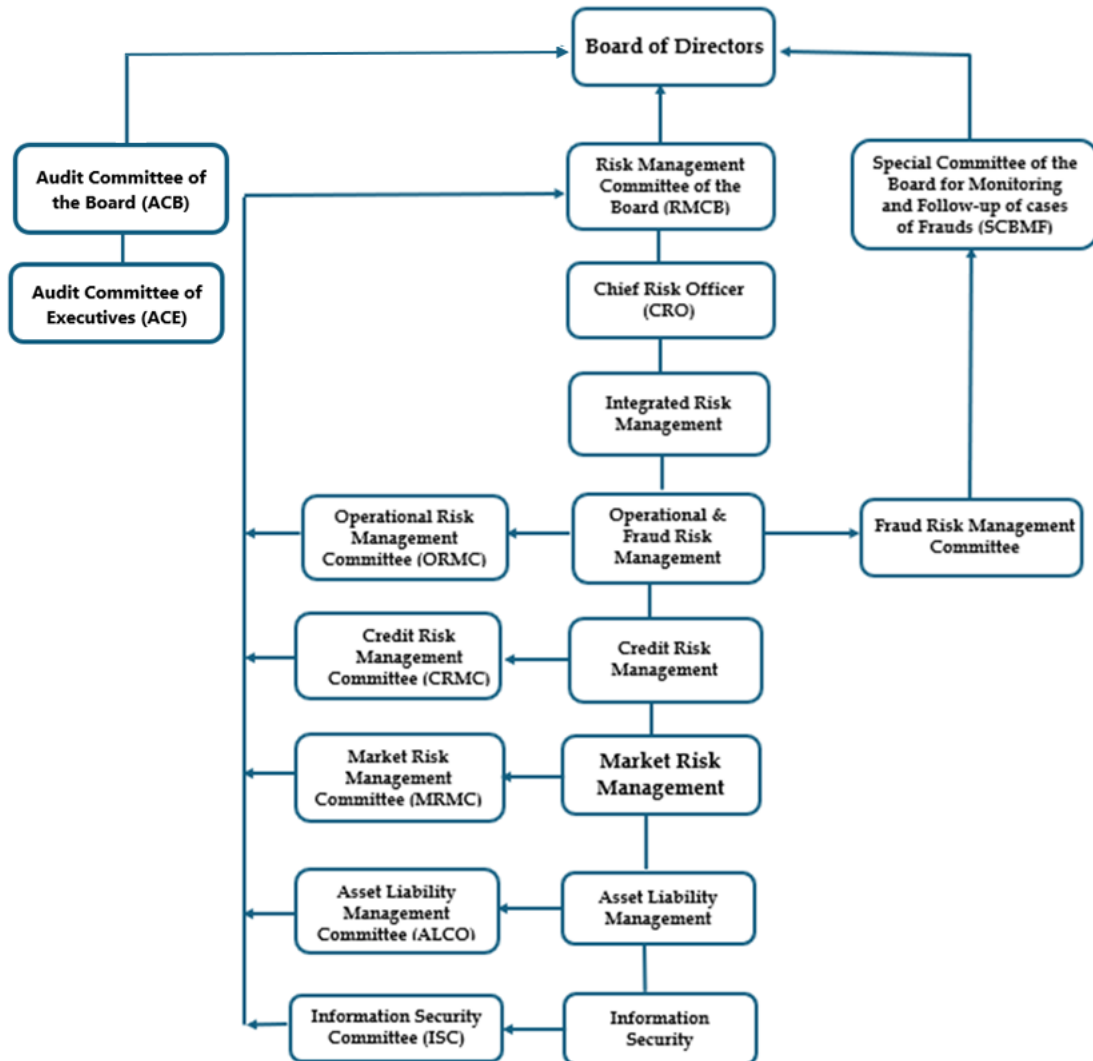 Board of Directors
Audit Committee of
the Board (ACB)
Risk Management
Committee of the
Board (RMCB)
Special Committee of the
Board for Monitoring
and Follow-up of cases
of Frauds (SCBMF)
Audit Committee of
Executives (ACE)
Chief Risk Officer
(CRO)
Integrated Risk
Management
Operational Risk
Management
Committee (ORMC)
Operational &
Fraud Risk
Management
Fraud Risk Management
Committee
Credit Risk
Management
Committee (CRMC)
Credit Risk
Management
Market Risk
Management
Committee (MRMC)
Market Risk
Management
Asset Liability
Management
Committee (ALCO)
Asset Liability
Management
Information Security
Committee (ISC)
Information
Security